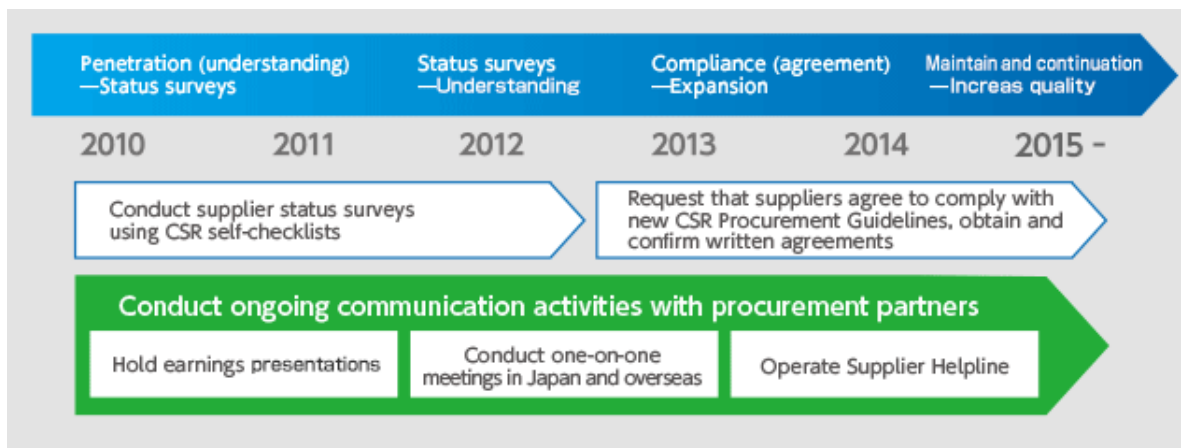 Penetration (understanding)
—Status surveys
Status surveys
—Understanding
Compliance (agreement)
—Expansion
Maintain and continuation
—Increas quality
2010 2011 2012 2013 2014 2015 -
Conduct supplier status surveys
using CSR self-checklists
Request that suppliers agree to comply with
new CSR Procurement Guidelines, obtain and
confirm written agreements
Conduct ongoing communication activities with procurement partners
Hold earnings presentations
Conduct one-on-one
meetings in Japan and overseas
Operate Supplier Helpline